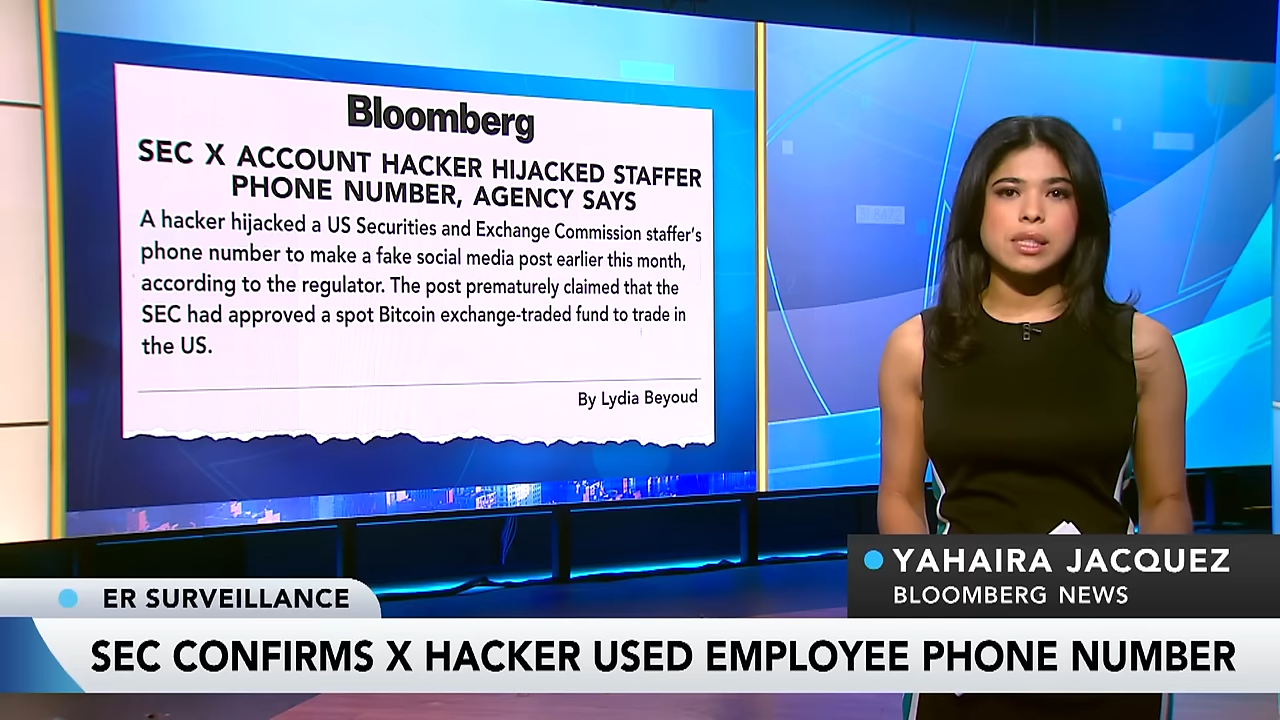 Bloomberg
SEC X ACCOUNT HACKER HIJACKED STAFFER
PHONE NUMBER, AGENCY SAYS
A hacker hijacked a US Securities and Exchange Commission staffer's
phone number to make a fake social media post earlier this month,
according to the regulator. The post prematurely claimed that the
SEC had approved a spot Bitcoin exchange-traded fund to trade in
the US.
By Lydia Beyoud
YAHAIRA JACQUEZ
BLOOMBERG NEWS
ER SURVEILLANCE
SEC CONFIRMS X HACKER USED EMPLOYEE PHONE NUMBER